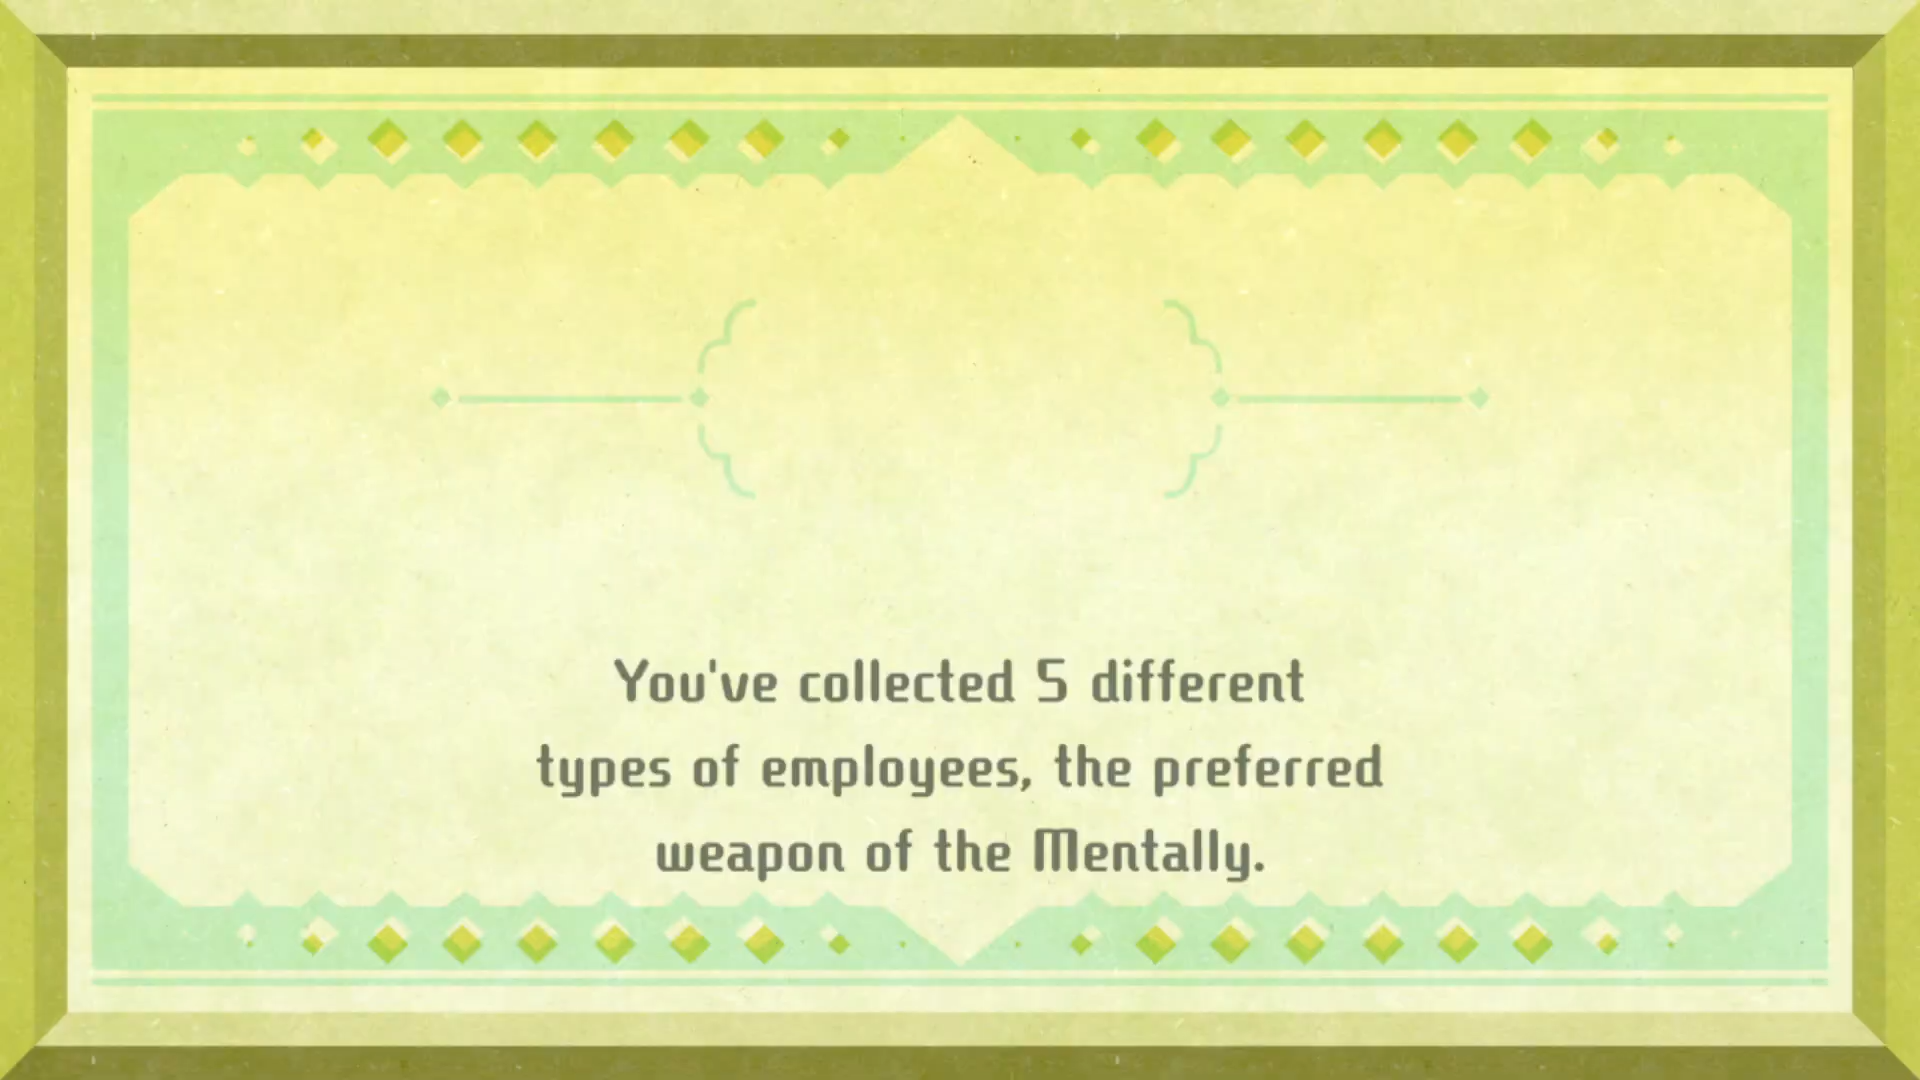 You've collected 5 different
types of employees, the preferred
weapon of the Mentally.